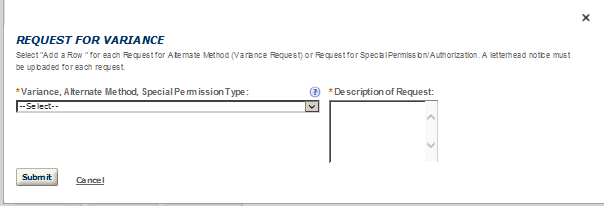 ×
REQUEST FOR VARIANCE
Select "Add a Row " for each Request for Alternate Method (Variance Request) or Request for Special Permission/Authorization. A letterhead notice must
be uploaded for each request.
*Variance, Alternate Method, Special Permission Type: ? *Description of Request:
--Select--
Submit Cancel